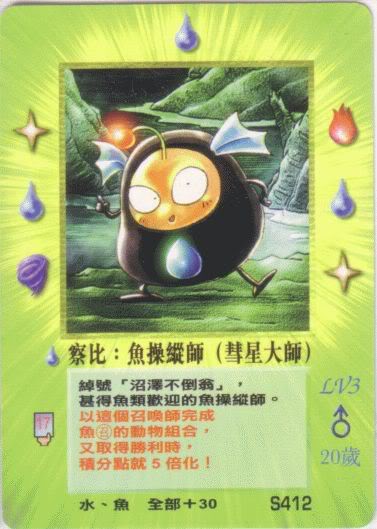 察比：魚操縱師（彗星大師）
綽號「沼澤不倒翁」，
甚得魚類歡迎的魚操縱師。
以這個召喚師完成
魚㊁的動物組合，
又取得勝利時，
積分點就５倍化！
LV3
♂
20歲
17
水、魚　全部＋30
S412